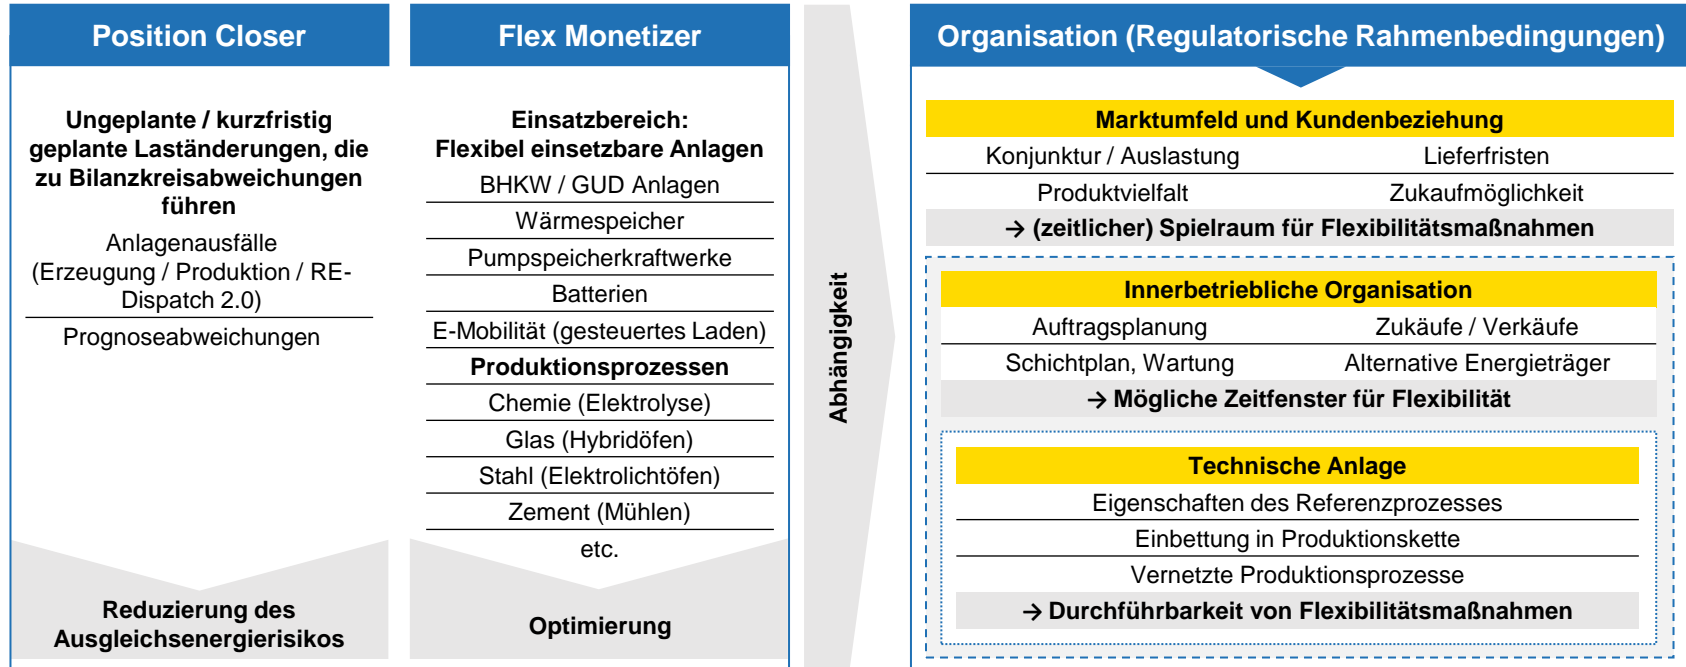 Position Closer
Ungeplante / kurzfristig
geplante Laständerungen, die
zu Bilanzkreisabweichungen
führen
Anlagenausfälle
(Erzeugung / Produktion / RE-
Dispatch 2.0)
Prognoseabweichungen
Reduzierung des
Ausgleichsenergierisikos
Flex Monetizer
Einsatzbereich:
Flexibel einsetzbare Anlagen
BHKW / GUD Anlagen
Wärmespeicher
Pumpspeicherkraftwerke
Batterien
E-Mobilität (gesteuertes Laden)
Produktionsprozessen
Chemie (Elektrolyse)
Glas (Hybridöfen)
Stahl (Elektrolichtöfen)
Zement (Mühlen)
etc.
Optimierung
Abhängigkeit
Organisation (Regulatorische Rahmenbedingungen)
Marktumfeld und Kundenbeziehung
Konjunktur / Auslastung Lieferfristen
Produktvielfalt Zukaufmöglichkeit
→ (zeitlicher) Spielraum für Flexibilitätsmaßnahmen
Innerbetriebliche Organisation
Auftragsplanung Zukäufe / Verkäufe
Schichtplan, Wartung Alternative Energieträger
→ Mögliche Zeitfenster für Flexibilität
Technische Anlage
Eigenschaften des Referenzprozesses
Einbettung in Produktionskette
Vernetzte Produktionsprozesse
→ Durchführbarkeit von Flexibilitätsmaßnahmen